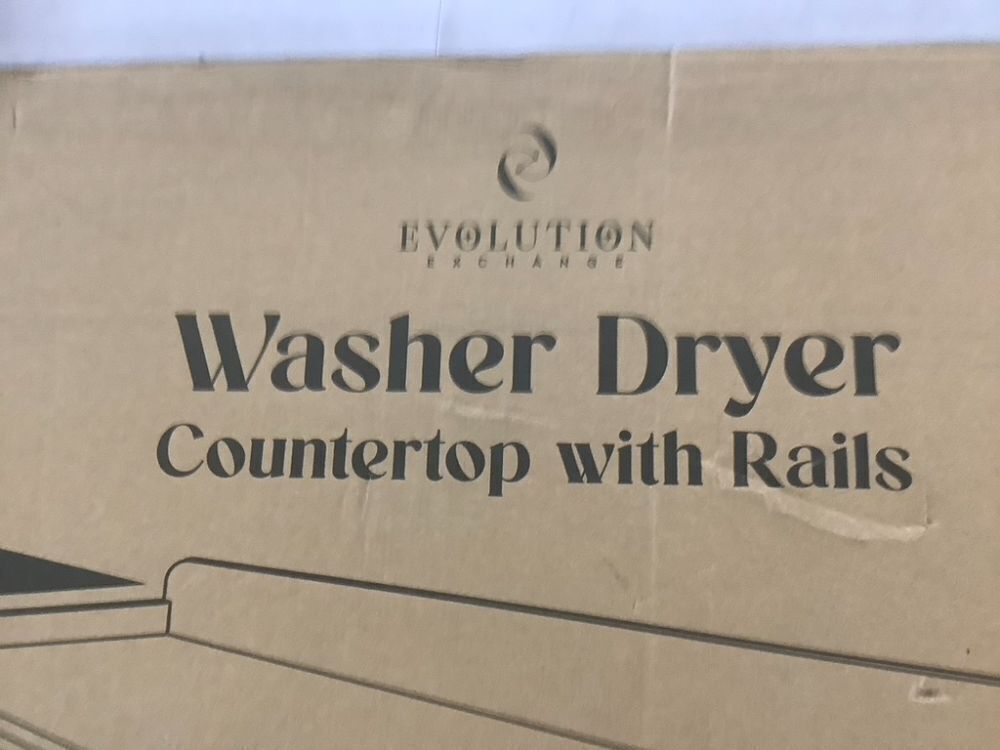 EVOLUTION
EXCHANGE
Washer Dryer
Countertop with Rails